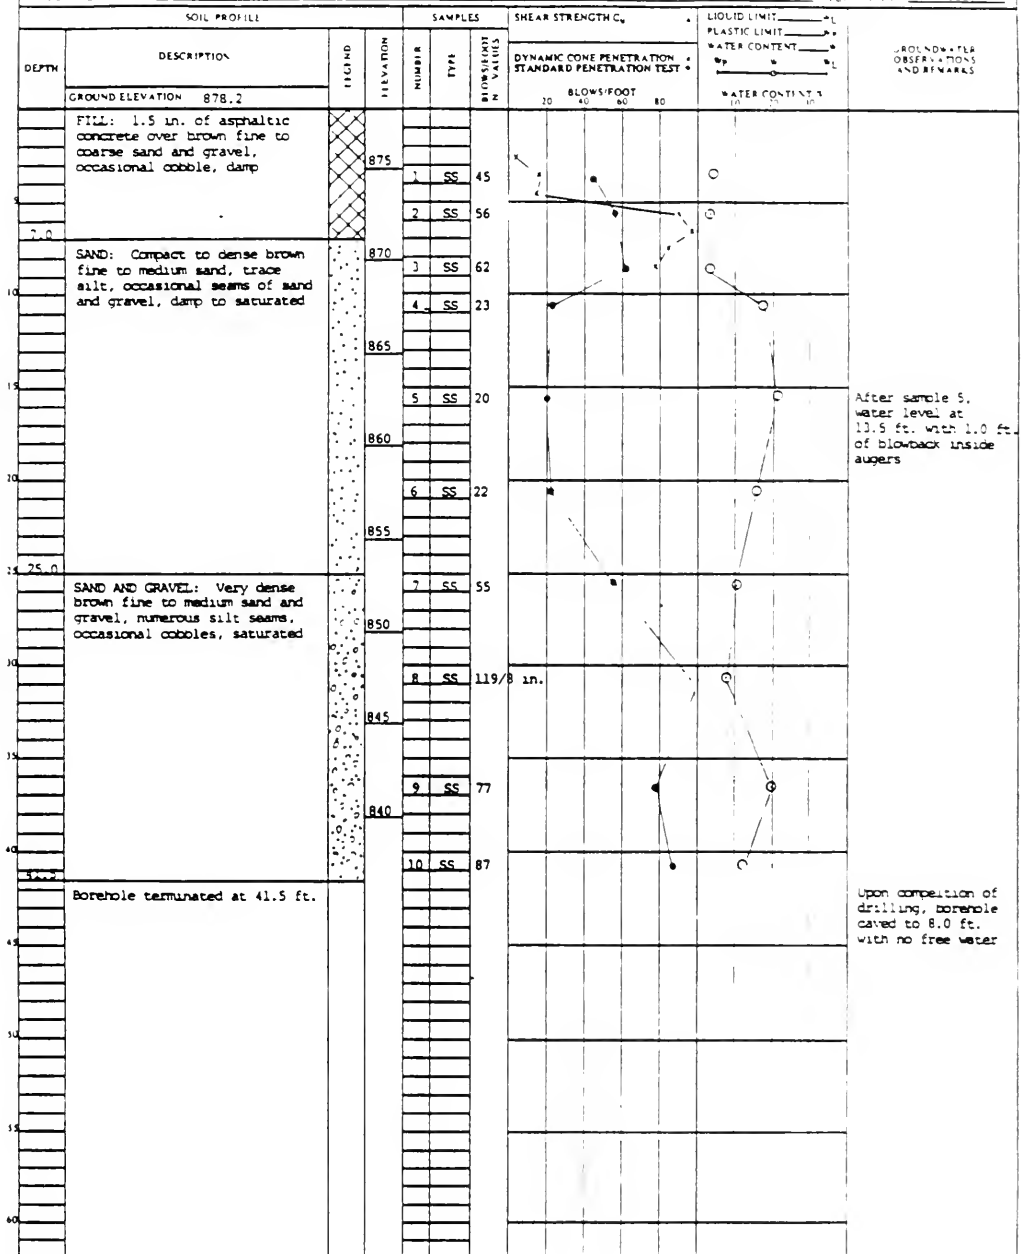 SOIL PROFILE
SAMPLES
SHEAR STRENGTH Cu
LIQUID LIMIT
PLASTIC LIMIT
WATER CONTENT
DEPTH
DESCRIPTION
LEGEND
ELEVATION
NUMBER
TYPE
BLOWS/FOOT
N VALUES
DYNAMIC CONE PENETRATION
STANDARD PENETRATION TEST
GROUNDWATER
OBSERVATIONS
AND REMARKS
GROUND ELEVATION 878.2
BLOWS/FOOT
20 40 60 80
WATER CONTENT %
10 20
FILL: 1.5 in. of asphaltic
concrete over brown fine to
coarse sand and gravel,
occasional cobble, damp
875
1 SS 45
5
2 SS 56
7.0
SAND: Compact to dense brown
fine to medium sand, trace
silt, occasional seams of sand
and gravel, damp to saturated
870
3 SS 62
10
4 SS 23
865
15
5 SS 20
After sample 5,
water level at
13.5 ft. with 1.0 ft.
of blowback inside
augers
860
20
6 SS 22
855
25 25.0
SAND AND GRAVEL: Very dense
brown fine to medium sand and
gravel, numerous silt seams,
occasional cobbles, saturated
7 SS 55
850
30
8 SS 119/8 in.
845
35
9 SS 77
840
40
10 SS 87
Borehole terminated at 41.5 ft.
Upon compeition of
drilling, borehole
caved to 8.0 ft.
with no free water
45
50
55
60